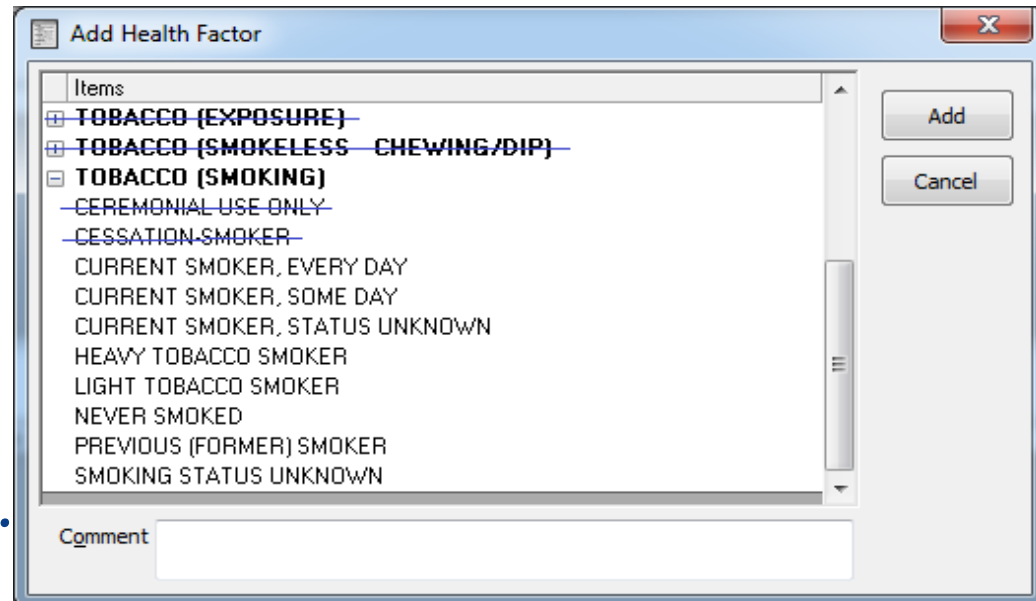 Add Health Factor
Items
TOBACCO (EXPOSURE)
TOBACCO (SMOKELESS CHEWING/DIP)
TOBACCO (SMOKING)
CEREMONIAL USE ONLY
CESSATION-SMOKER
CURRENT SMOKER, EVERY DAY
CURRENT SMOKER, SOME DAY
CURRENT SMOKER, STATUS UNKNOWN
HEAVY TOBACCO SMOKER
LIGHT TOBACCO SMOKER
NEVER SMOKED
PREVIOUS (FORMER) SMOKER
SMOKING STATUS UNKNOWN
Add
Cancel
Comment